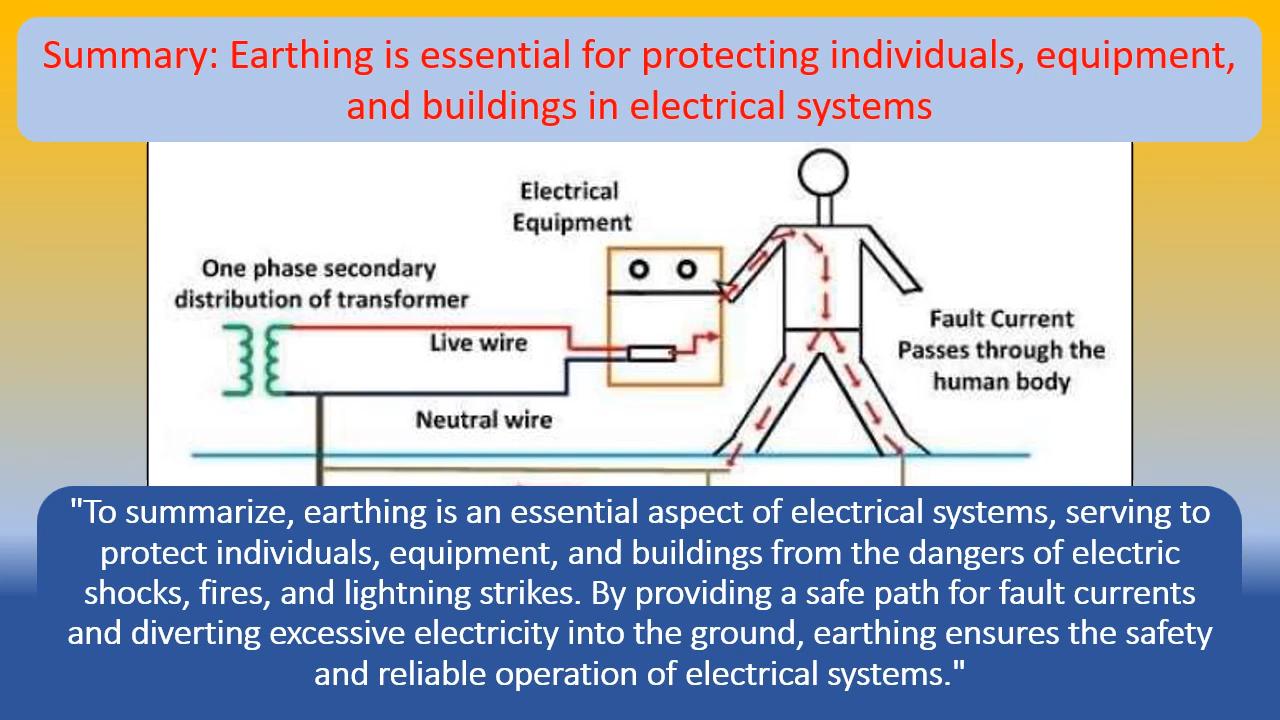 Summary: Earthing is essential for protecting individuals, equipment,
and buildings in electrical systems
Electrical
Equipment
One phase secondary
distribution of transformer
Live wire
Fault Current
Passes through the
human body
Neutral wire
"To summarize, earthing is an essential aspect of electrical systems, serving to
protect individuals, equipment, and buildings from the dangers of electric
shocks, fires, and lightning strikes. By providing a safe path for fault currents
and diverting excessive electricity into the ground, earthing ensures the safety
and reliable operation of electrical systems."